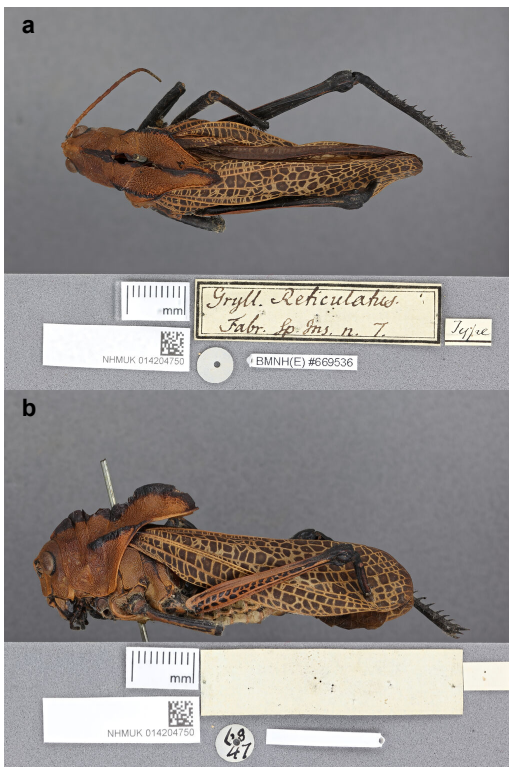 a
mm
Gryll. Reticulatus.
Fabr. Sp. Ins. n. 7.
Type
NHMUK 014204750
BMNH(E) #669536
b
mm
NHMUK 014204750
68
47